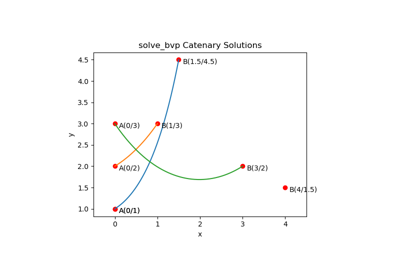 solve_bvp Catenary Solutions
4.5
4.0
3.5
3.0
2.5
2.0
1.5
1.0
y
B(1.5/4.5)
A(0/3)
B(1/3)
A(0/2)
B(3/2)
B(4/1.5)
A(0/1)
0
1
2
3
4
x